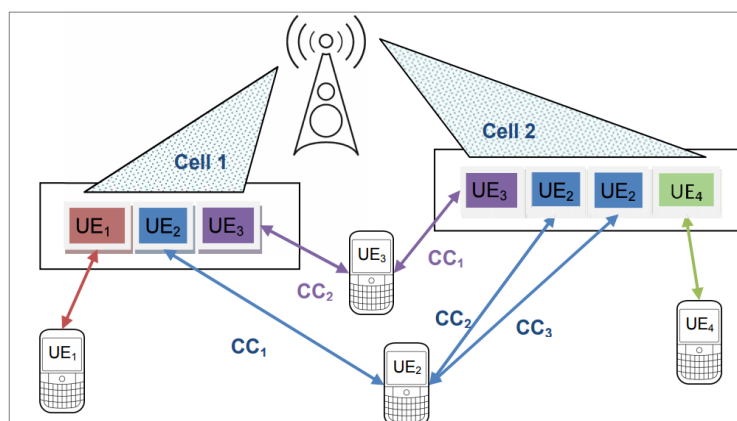 Cell 1
Cell 2
UE₁ UE₂ UE₃
UE₃ UE₂ UE₂ UE₄
UE₃
CC₂
CC₁
CC₁
CC₂
CC₃
UE₁
UE₂
UE₄